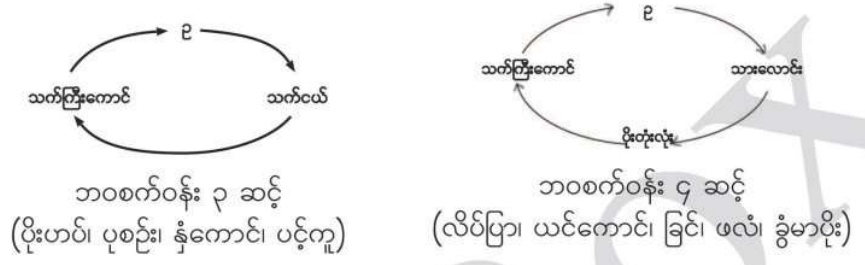 ဥ
သက်ကြီးကောင်
သက်ငယ်
ဘဝစက်ဝန်း ၃ ဆင့်
(ပိုးဟပ်၊ ပုစဉ်း၊ နှံကောင်၊ ပင့်ကူ)
ဥ
သက်ကြီးကောင်
သားလောင်း
ပိုးတုံးလုံး
ဘဝစက်ဝန်း ၄ ဆင့်
(လိပ်ပြာ၊ ယင်ကောင်၊ ခြင်၊ ဖလံ၊ ခွံမာပိုး)